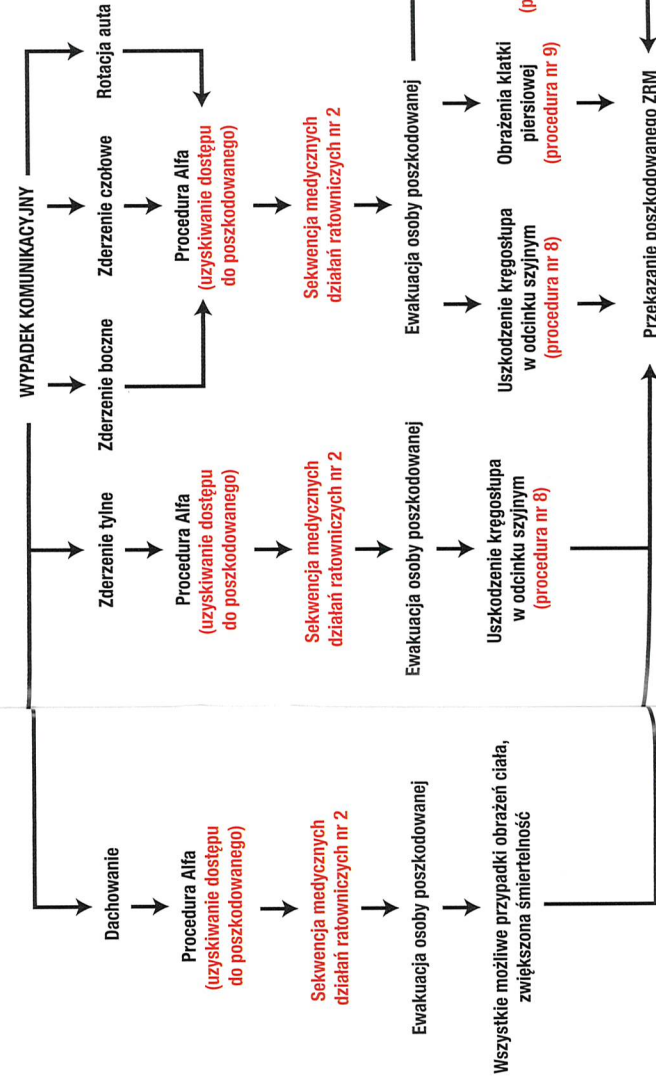 WYPADEK KOMUNIKACYJNY
Dachowanie
Procedura Alfa
(uzyskiwanie dostępu
do poszkodowanego)
Sekwencja medycznych
działań ratowniczych nr 2
Ewakuacja osoby poszkodowanej
Wszystkie możliwe przypadki obrażeń ciała,
zwiększona śmiertelność
Zderzenie tylne
Procedura Alfa
(uzyskiwanie dostępu
do poszkodowanego)
Sekwencja medycznych
działań ratowniczych nr 2
Ewakuacja osoby poszkodowanej
Uszkodzenie kręgosłupa
w odcinku szyjnym
(procedura nr 8)
Zderzenie boczne
Zderzenie czołowe
Rotacja auta
Procedura Alfa
(uzyskiwanie dostępu
do poszkodowanego)
Sekwencja medycznych
działań ratowniczych nr 2
Ewakuacja osoby poszkodowanej
Uszkodzenie kręgosłupa
w odcinku szyjnym
(procedura nr 8)
Obrażenia klatki
piersiowej
(procedura nr 9)
(p
Przekazanie poszkodowanego ZRM